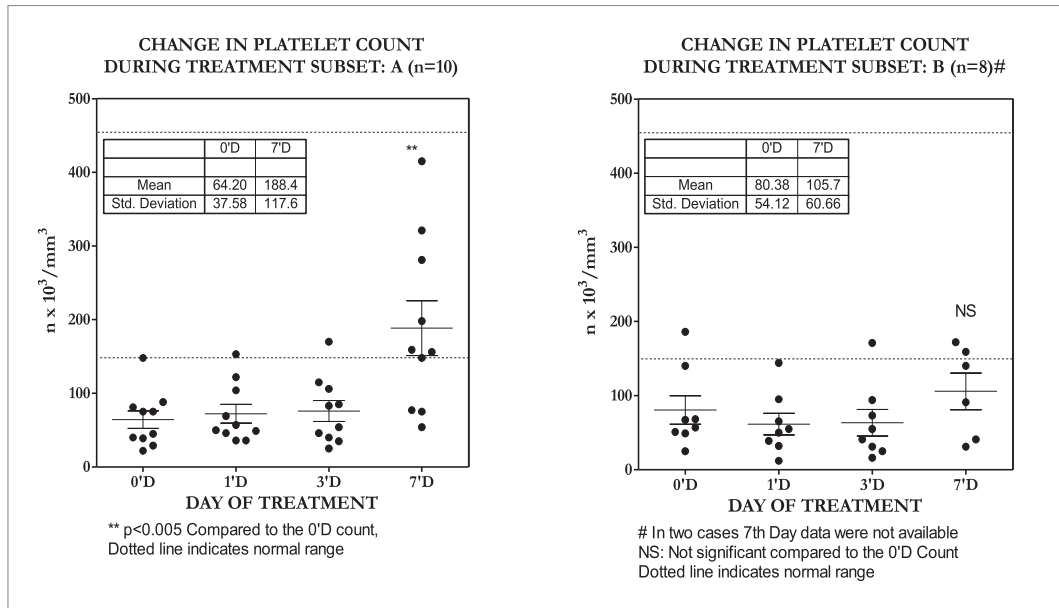 CHANGE IN PLATELET COUNT
DURING TREATMENT SUBSET: A (n=10)
500
400
300
200
100
0
n x 10³/mm³
0'D 7'D
Mean 64.20 188.4
Std. Deviation 37.58 117.6
**
0'D 1'D 3'D 7'D
DAY OF TREATMENT
** p<0.005 Compared to the 0'D count,
Dotted line indicates normal range
CHANGE IN PLATELET COUNT
DURING TREATMENT SUBSET: B (n=8)#
500
400
300
200
100
0
n x 10³/mm³
0'D 7'D
Mean 80.38 105.7
Std. Deviation 54.12 60.66
NS
0'D 1'D 3'D 7'D
DAY OF TREATMENT
# In two cases 7th Day data were not available
NS: Not significant compared to the 0'D Count
Dotted line indicates normal range